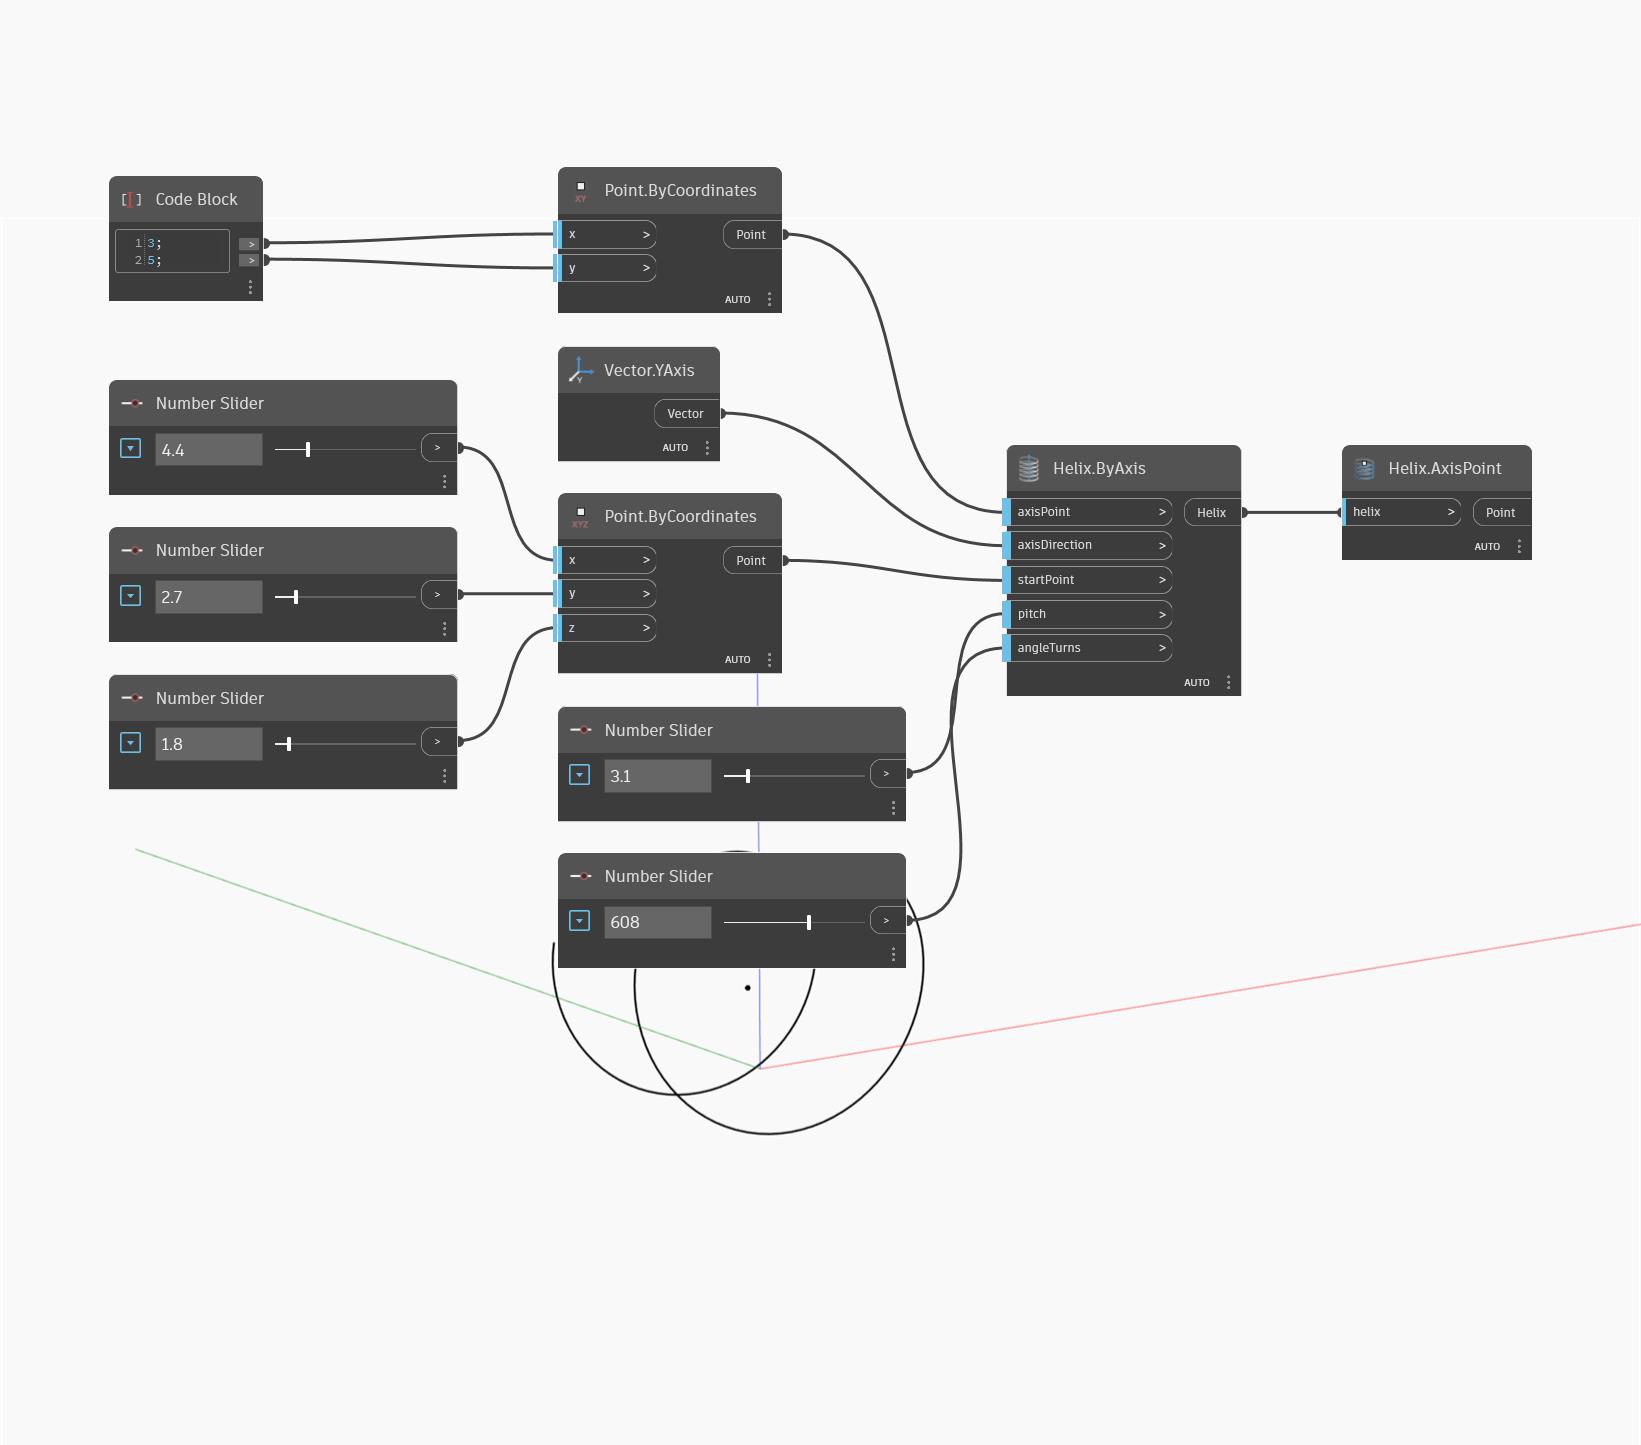 Code Block
1 3;
2 5;
>
>
Point.ByCoordinates
XY
x >
y >
Point
AUTO
Vector.YAxis
Y
Vector
AUTO
Number Slider
4.4
>
Number Slider
2.7
>
Number Slider
1.8
>
Point.ByCoordinates
XYZ
x >
y >
z >
Point
AUTO
Number Slider
3.1
>
Number Slider
608
>
Helix.ByAxis
axisPoint >
axisDirection >
startPoint >
pitch >
angleTurns >
Helix
AUTO
Helix.AxisPoint
helix >
Point
AUTO